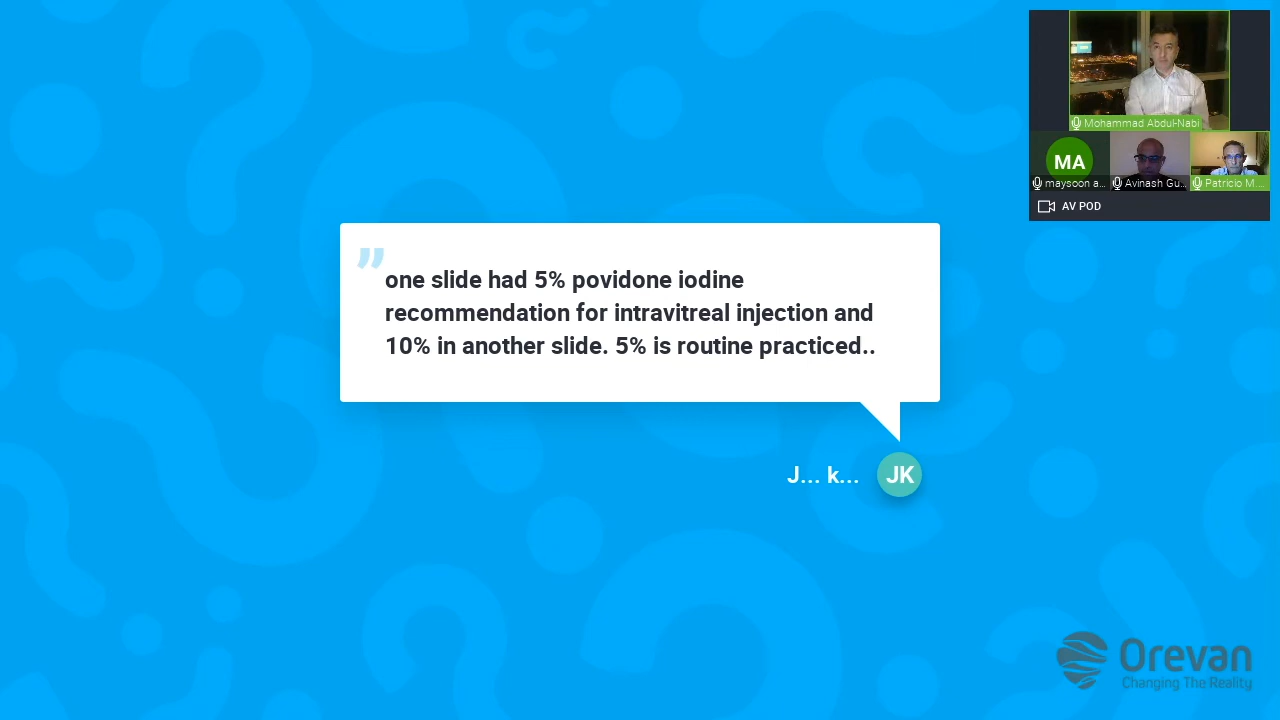 Mohammad Abdul-Nabi
MA
maysoon a...
Avinash Gu...
Patricio M...
AV POD
”
one slide had 5% povidone iodine
recommendation for intravitreal injection and
10% in another slide. 5% is routine practiced..
J... k...
JK
Orevan
Changing The Reality